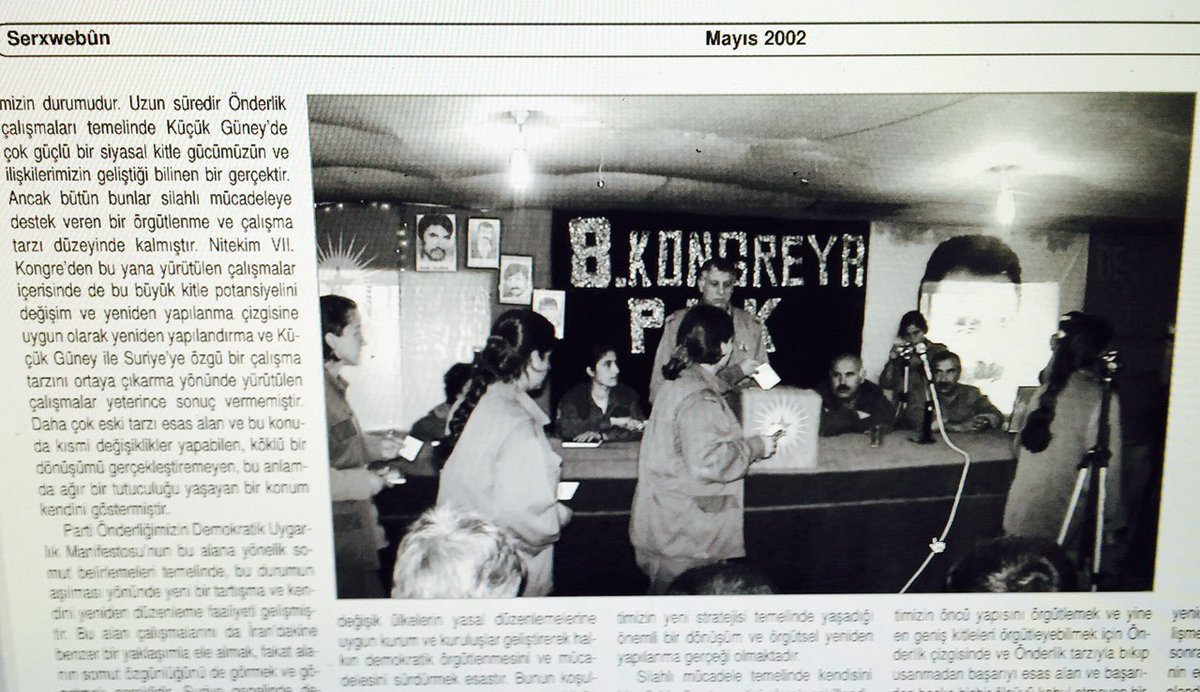 Serxwebûn
Mayıs 2002
mizin durumudur. Uzun süredir Önderlik
çalışmaları temelinde Küçük Güney'de
çok güçlü bir siyasal kitle gücümüzün ve
ilişkilerimizin geliştiği bilinen bir gerçektir.
Ancak bütün bunlar silahlı mücadeleye
destek veren bir örgütlenme ve çalışma
tarzı düzeyinde kalmıştır. Nitekim VII.
Kongre'den bu yana yürütülen çalışmalar
içerisinde de bu büyük kitle potansiyelini
değişim ve yeniden yapılanma çizgisine
uygun olarak yeniden yapılandırma ve Kü-
çük Güney ile Suriye'ye özgü bir çalışma
tarzını ortaya çıkarma yönünde yürütülen
çalışmalar yeterince sonuç vermemiştir.
Daha çok eski tarzı esas alan ve bu konu-
da kısmi değişiklikler yapabilen, köklü bir
dönüşümü gerçekleştiremeyen, bu anlam-
da ağır bir tutuculuğu yaşayan bir konum
kendini göstermiştir.
Parti Önderliğimizin Demokratik Uygar-
lık Manifestosu'nun bu alana yönelik so-
mut belirlemeleri temelinde, bu durumun
aşılması yönünde yeni bir tartışma ve ken-
dini yeniden düzenleme faaliyeti gelişmiş-
tir. Bu alan çalışmalarını da İran'dakine
benzer bir yaklaşımla ele almak, fakat ala-
nın somut özgünlüğünü de görmek ve gö-
8.KONGREYA
P K
değişik ülkelerin yasal düzenlemelerine
uygun kurum ve kuruluşlar geliştirerek hal-
kın demokratik örgütlenmesini ve müca-
delesini sürdürmek esastır. Bunun koşul-
timizin yeni stratejisi temelinde yaşadığı
önemli bir dönüşüm ve örgütsel yeniden
yapılanma gerçeği olmaktadır.
Silahlı mücadele temelinde kendisini
timizin öncü yapısını örgütlemek ve yine
en geniş kitleleri örgütleyebilmek için Ön-
derlik çizgisinde ve Önderlik tarzıyla bıkıp
usanmadan başarıyı esas alan ve başarı-